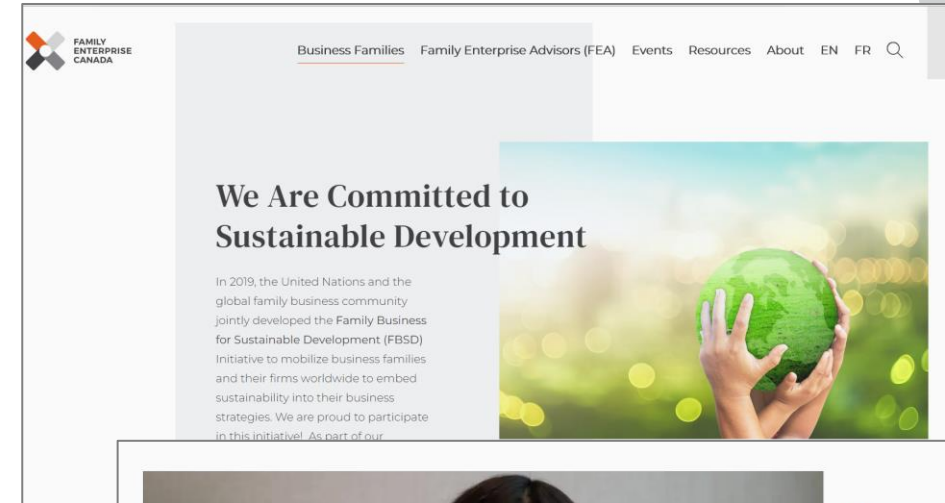 FAMILY
ENTERPRISE
CANADA
Business Families Family Enterprise Advisors (FEA) Events Resources About EN FR
We Are Committed to
Sustainable Development
In 2019, the United Nations and the
global family business community
jointly developed the Family Business
for Sustainable Development (FBSD)
Initiative to mobilize business families
and their firms worldwide to embed
sustainability into their business
strategies. We are proud to participate
in this initiative! As part of our